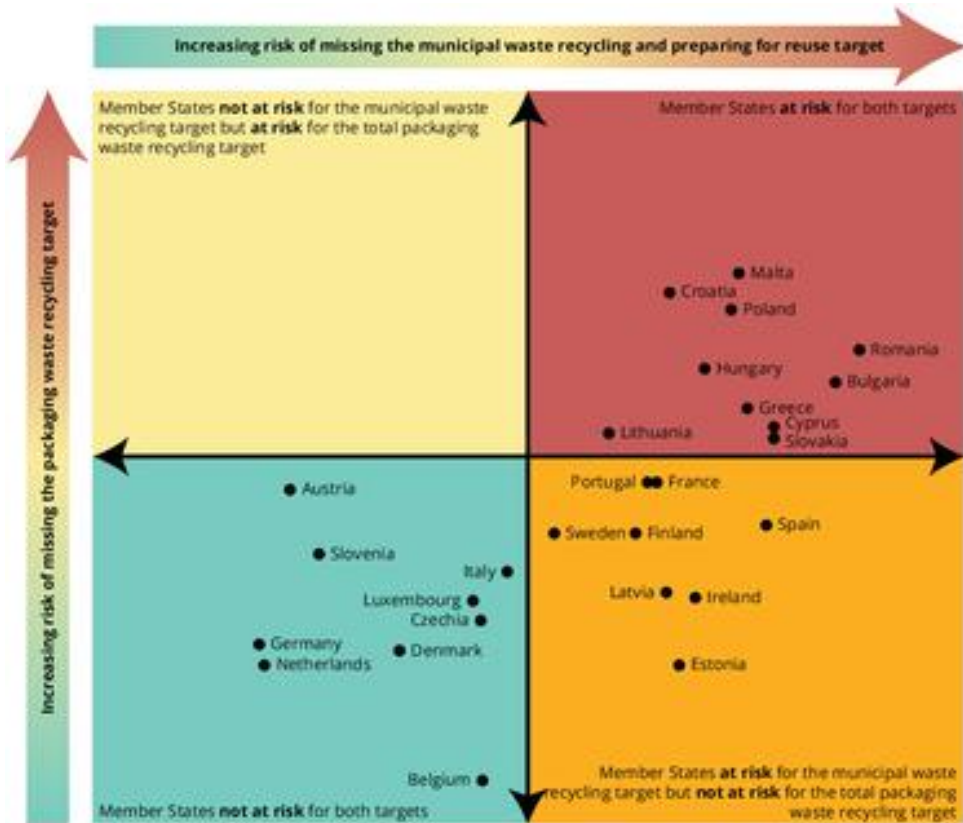 Increasing risk of missing the municipal waste recycling and preparing for reuse target
Increasing risk of missing the packaging waste recycling target
Member States not at risk for the municipal waste
recycling target but at risk for the total packaging
waste recycling target
Member States at risk for both targets
Malta
Croatia
Poland
Romania
Hungary
Bulgaria
Greece
Cyprus
Lithuania
Slovakia
Austria
Slovenia
Italy
Luxembourg
Czechia
Germany
Denmark
Netherlands
Belgium
Member States not at risk for both targets
Portugal
France
Spain
Sweden
Finland
Latvia
Ireland
Estonia
Member States at risk for the municipal waste
recycling target but not at risk for the total packaging
waste recycling target